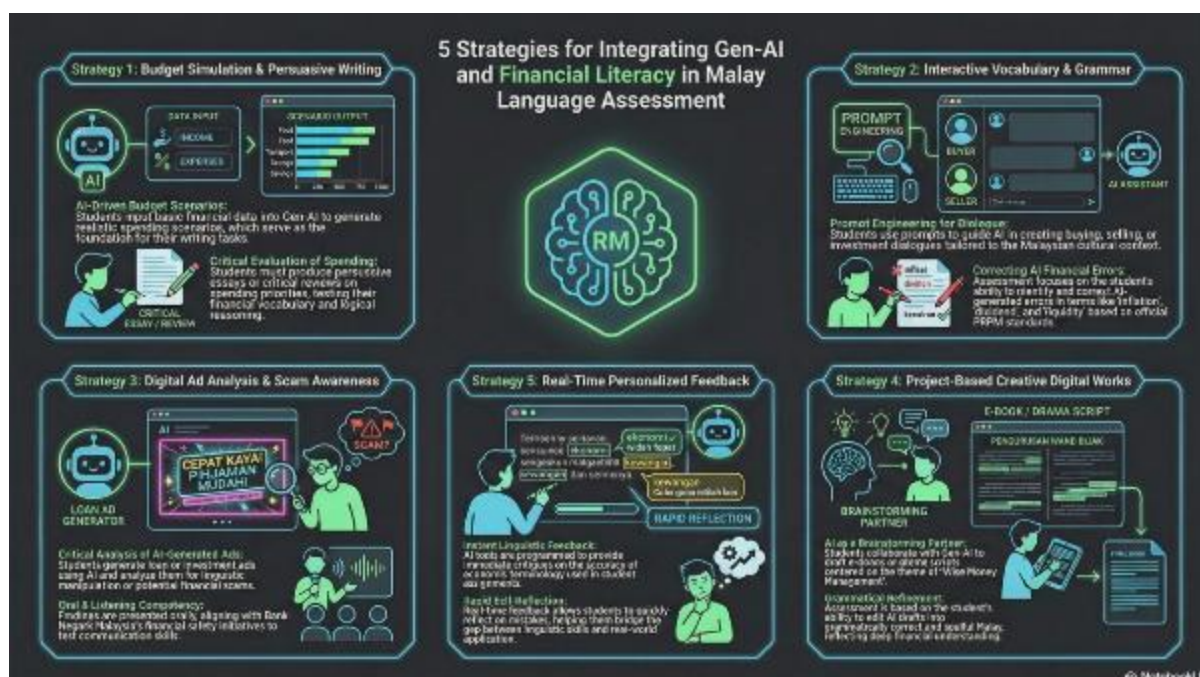 5 Strategies for Integrating Gen-AI
and Financial Literacy in Malay
Language Assessment
RM
Strategy 1: Budget Simulation & Persuasive Writing
DATA INPUT
INCOME
EXPENSES
SCENARIO OUTPUT
Food
Food
Transport
AI
AI-Driven Budget Scenarios:
Students input basic financial data into Gen-AI to generate
realistic spending scenarios, which serve as the
foundation for their writing tasks.
Critical Evaluation of Spending:
Students must produce persuasive
essays or critical reviews on
spending priorities, testing their
financial vocabulary and logical
reasoning.
CRITICAL
ESSAY / REVIEW
Strategy 2: Interactive Vocabulary & Grammar
PROMPT
ENGINEERING
BUYER
SELLER
AI ASSISTANT
Prompt Engineering for Dialogue:
Students use prompts to guide AI in creating buying, selling, or
investment dialogues tailored to the Malaysian cultural context.
Correcting AI Financial Errors:
Assessment focuses on the student's
ability to identify and correct AI-
generated errors in terms like 'inflation',
'dividend', and 'liquidity' based on official
PRPM standards.
Strategy 3: Digital Ad Analysis & Scam Awareness
AI
CEPAT KAYA!
PINJAMAN
MUDAH!
SCAM?
LOAN AD
GENERATOR
Critical Analysis of AI-Generated Ads:
Students generate loan or investment ads
using AI and analyze them for linguistic
manipulation or potential financial scams.
Oral & Listening Competency:
Findings are presented orally, aligning with Bank
Negara Malaysia's financial safety initiatives to
test communication skills.
Strategy 5: Real-Time Personalized Feedback
ekonomi
kewangan
RAPID REFLECTION
Instant Linguistic Feedback:
AI tools are programmed to provide
immediate critiques on the accuracy of
economic terminology used in student
assignments.
Rapid Self-Reflection:
Real-time feedback allows students to quickly
reflect on mistakes, helping them bridge the
gap between linguistic skills and real-world
application.
Strategy 4: Project-Based Creative Digital Works
E-BOOK / DRAMA SCRIPT
PENGURUSAN WANG BIJAK
BRAINSTORMING
PARTNER
AI as a Brainstorming Partner:
Students collaborate with Gen-AI to
draft e-books or drama scripts
centered on the theme of "Wise Money
Management".
Grammatical Refinement:
Assessment is based on the student's
ability to edit AI drafts into
grammatically correct and soulful Malay,
reflecting deep financial understanding.